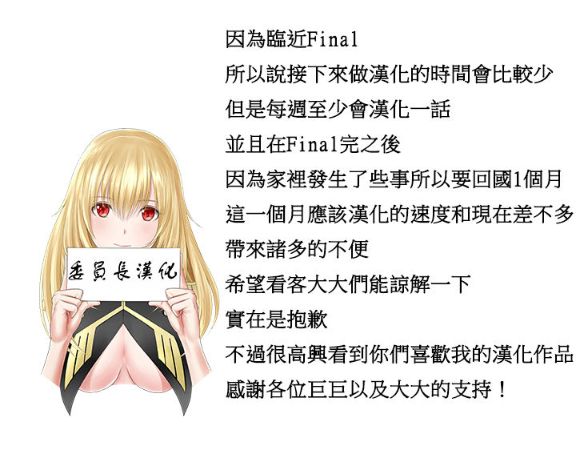 因為臨近Final
所以說接下來做漢化的時間會比較少
但是每週至少會漢化一話
並且在Final完之後
因為家裡發生了些事所以要回國1個月
這一個月應該漢化的速度和現在差不多
帶來諸多的不便
希望看客大大們能諒解一下
實在是抱歉
不過很高興看到你們喜歡我的漢化作品
感謝各位巨巨以及大大的支持！
委員長漢化